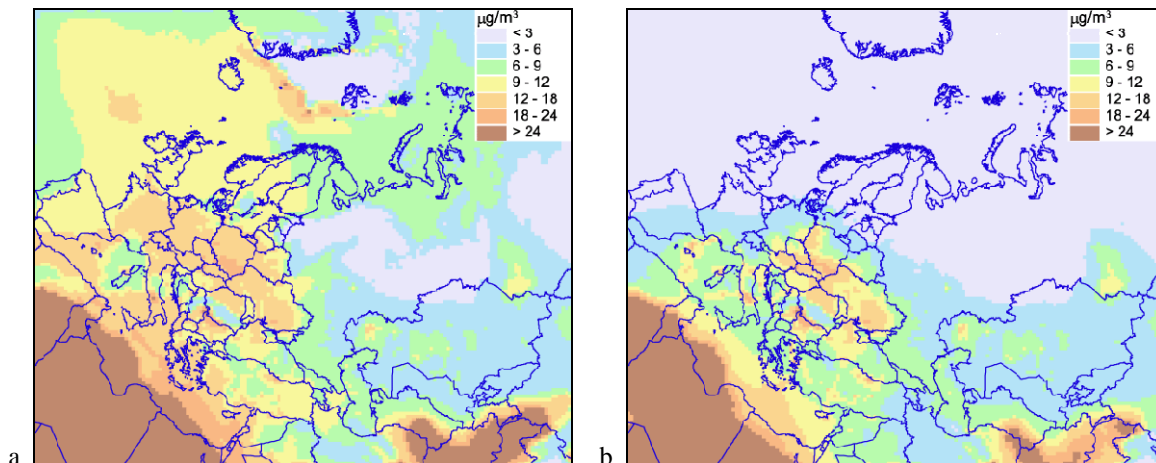 µg/m³
< 3
3 - 6
6 - 9
9 - 12
12 - 18
18 - 24
> 24
a
µg/m³
< 3
3 - 6
6 - 9
9 - 12
12 - 18
18 - 24
> 24
b